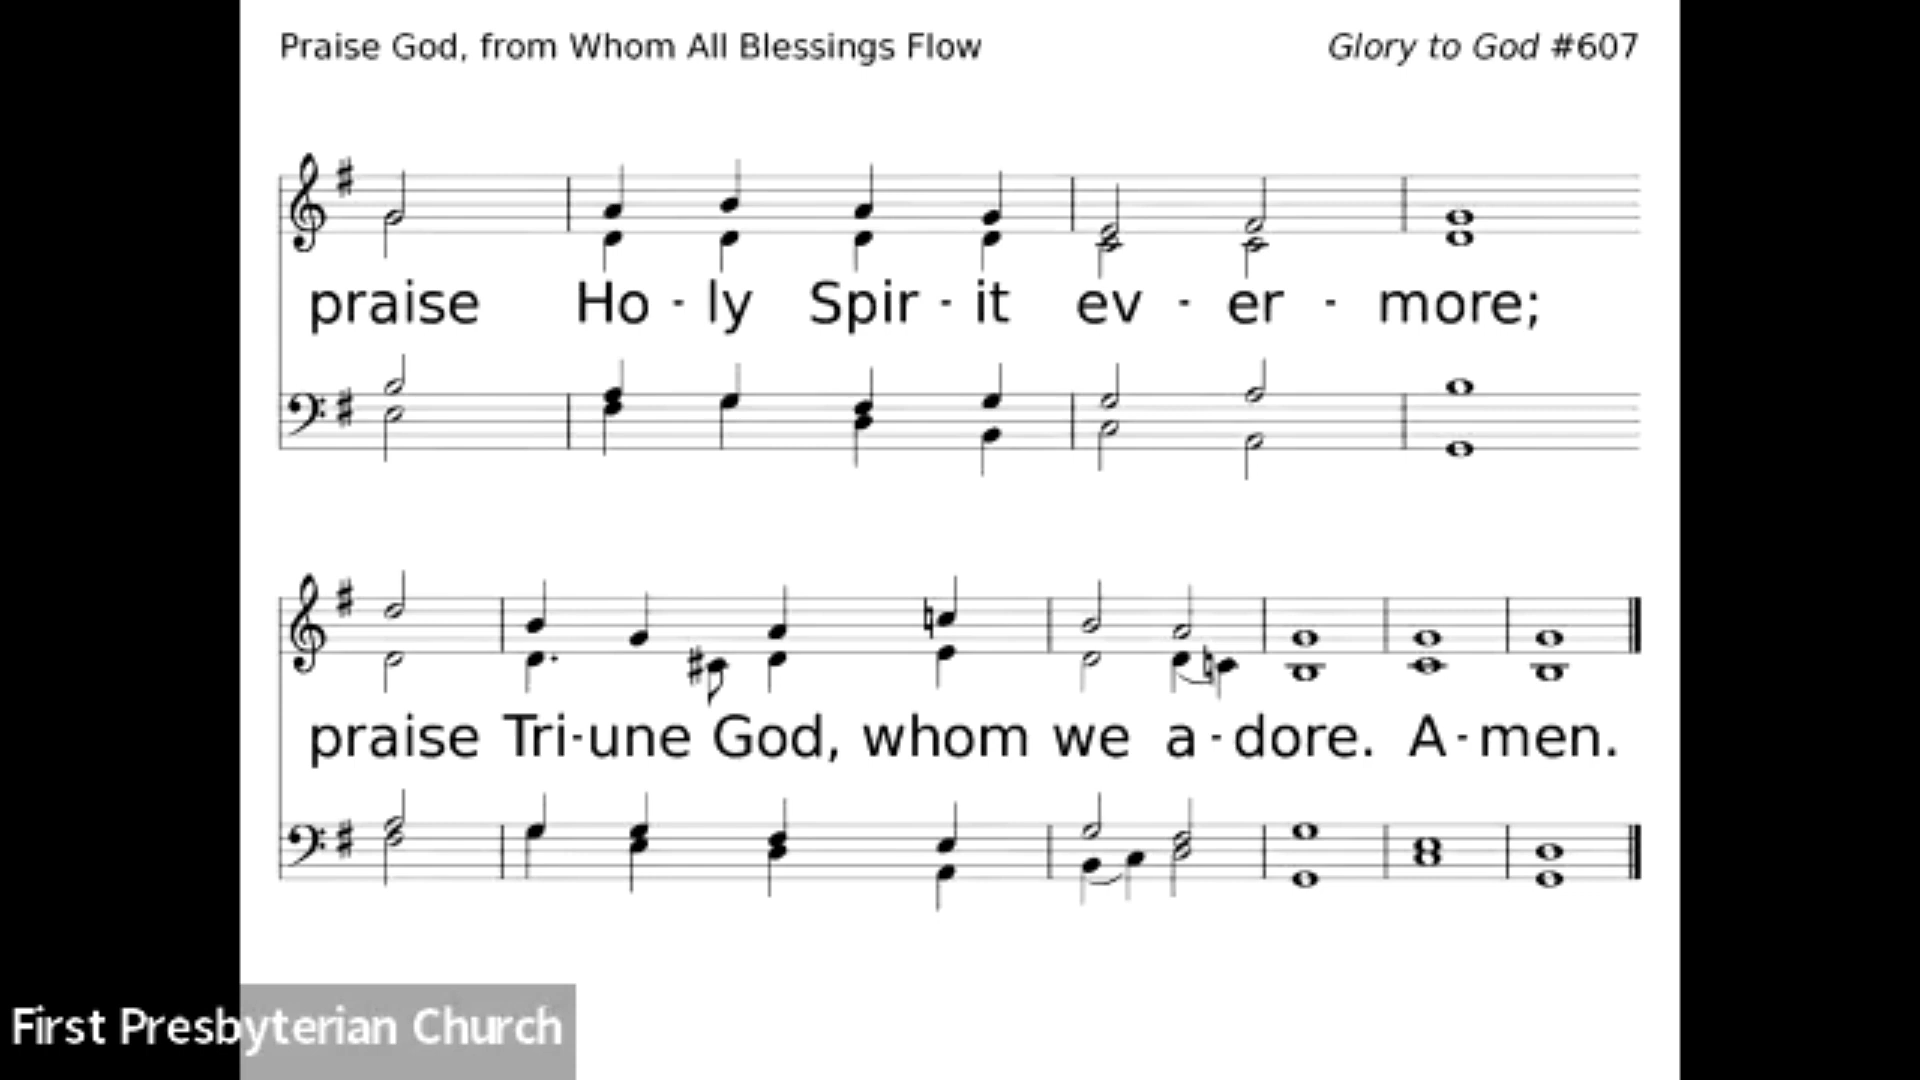 Praise God, from Whom All Blessings Flow
Glory to God #607
praise Ho - ly Spir - it ev - er - more;
praise Tri-une God, whom we a - dore. A - men.
First Presbyterian Church